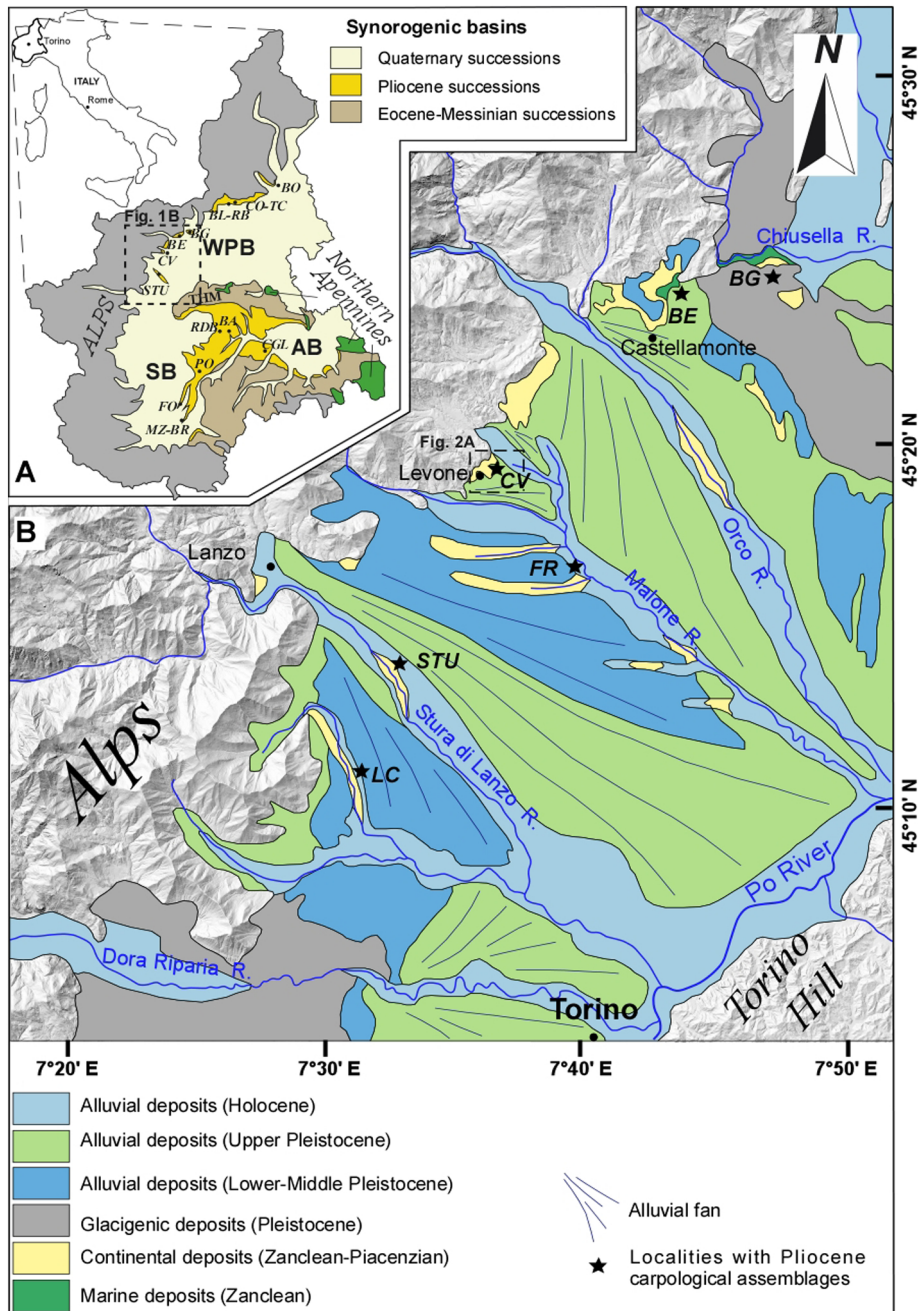 Synorogenic basins
Quaternary successions
Pliocene successions
Eocene-Messinian successions
Torino
ITALY
Rome
BO
CO-TC
BL-RB
Fig. 1B
BG
BE
CV
WPB
STU
Northern
Apennines
ALPS
THM
RDB
BA
CGL
AB
SB
PO
FO
MZ-BR
A
N
45°30' N
Chiusella R.
BG
BE
Castellamonte
45°20' N
Fig. 2A
Levone
CV
B
Orco R.
Lanzo
FR
Malone R.
STU
Alps
Stura di Lanzo R.
LC
45°10' N
Po River
Dora Riparia R.
Torino
Hill
Torino
7°20' E
7°30' E
7°40' E
7°50' E
Alluvial deposits (Holocene)
Alluvial deposits (Upper Pleistocene)
Alluvial deposits (Lower-Middle Pleistocene)
Glacigenic deposits (Pleistocene)
Continental deposits (Zanclean-Piacenzian)
Marine deposits (Zanclean)
Alluvial fan
Localities with Pliocene
carpological assemblages